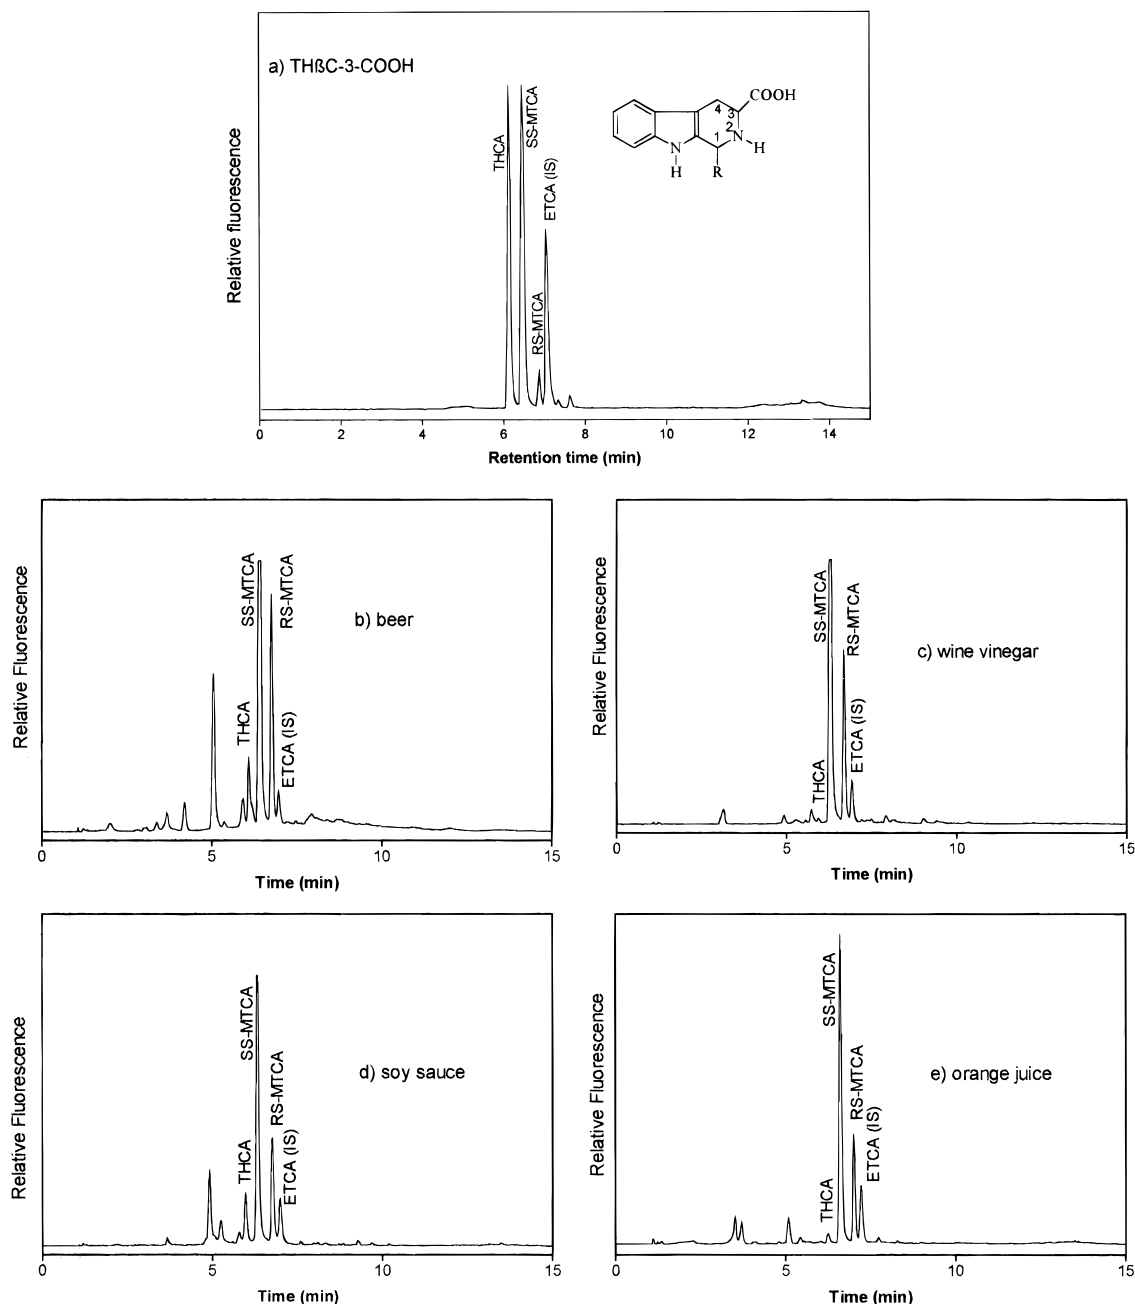 a) THßC-3-COOH
Relative fluorescence
THCA
SS-MTCA
RS-MTCA
ETCA (IS)
COOH
4
3
2
N
H
1
N
H
R
0 2 4 6 8 10 12 14
Retention time (min)
b) beer
Relative Fluorescence
THCA
SS-MTCA
RS-MTCA
ETCA (IS)
0 5 10 15
Time (min)
c) wine vinegar
Relative Fluorescence
THCA
SS-MTCA
RS-MTCA
ETCA (IS)
0 5 10 15
Time (min)
d) soy sauce
Relative Fluorescence
THCA
SS-MTCA
RS-MTCA
ETCA (IS)
0 5 10 15
Time (min)
e) orange juice
Relative Fluorescence
THCA
SS-MTCA
RS-MTCA
ETCA (IS)
0 5 10 15
Time (min)